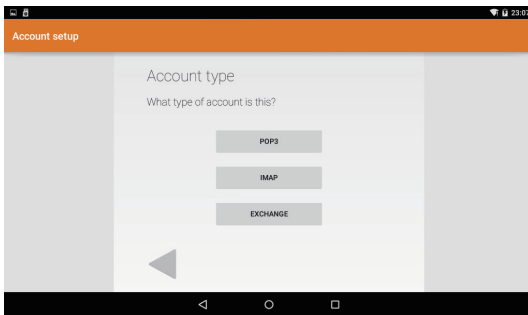 23:07
Account setup
Account type
What type of account is this?
POP3
IMAP
EXCHANGE